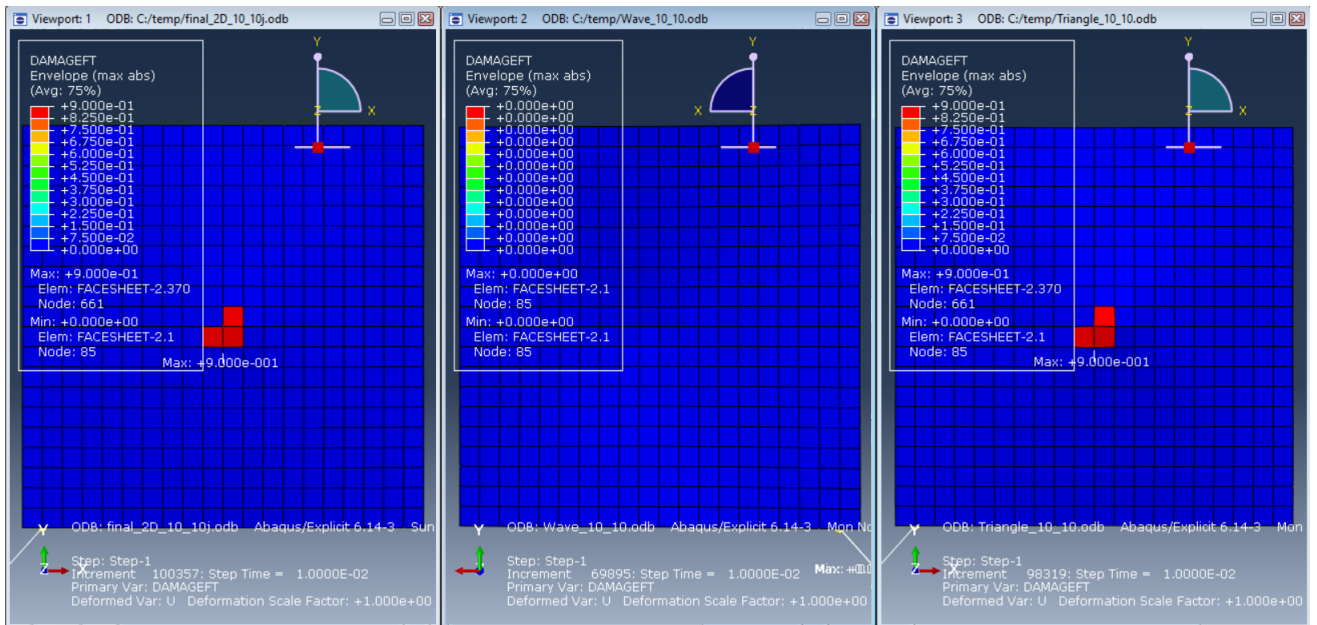 Viewport: 1 ODB: C:/temp/final_2D_10_10j.odb
DAMAGEFT
Envelope (max abs)
(Avg: 75%)
+9.000e-01
+8.250e-01
+7.500e-01
+6.750e-01
+6.000e-01
+5.250e-01
+4.500e-01
+3.750e-01
+3.000e-01
+2.250e-01
+1.500e-01
+7.500e-02
+0.000e+00
Max: +9.000e-01
Elem: FACESHEET-2.370
Node: 661
Min: +0.000e+00
Elem: FACESHEET-2.1
Node: 85
Y
Z
X
Max: +9.000e-001
ODB: final_2D_10_10j.odb Abaqus/Explicit 6.14-3 Sun
Y
Z
X
Step: Step-1
Increment 100357: Step Time = 1.0000E-02
Primary Var: DAMAGEFT
Deformed Var: U Deformation Scale Factor: +1.000e+00
Viewport: 2 ODB: C:/temp/Wave_10_10.odb
DAMAGEFT
Envelope (max abs)
(Avg: 75%)
+0.000e+00
+0.000e+00
+0.000e+00
+0.000e+00
+0.000e+00
+0.000e+00
+0.000e+00
+0.000e+00
+0.000e+00
+0.000e+00
+0.000e+00
+0.000e+00
+0.000e+00
Max: +0.000e+00
Elem: FACESHEET-2.1
Node: 85
Min: +0.000e+00
Elem: FACESHEET-2.1
Node: 85
Y
X
Z
ODB: Wave_10_10.odb Abaqus/Explicit 6.14-3 Mon No
Y
Step: Step-1
Increment 69895: Step Time = 1.0000E-02
Max:
Primary Var: DAMAGEFT
Deformed Var: U Deformation Scale Factor: +1.000e+00
Viewport: 3 ODB: C:/temp/Triangle_10_10.odb
DAMAGEFT
Envelope (max abs)
(Avg: 75%)
+9.000e-01
+8.250e-01
+7.500e-01
+6.750e-01
+6.000e-01
+5.250e-01
+4.500e-01
+3.750e-01
+3.000e-01
+2.250e-01
+1.500e-01
+7.500e-02
+0.000e+00
Max: +9.000e-01
Elem: FACESHEET-2.370
Node: 661
Min: +0.000e+00
Elem: FACESHEET-2.1
Node: 85
Y
Z
X
Max: +9.000e-001
ODB: Triangle_10_10.odb Abaqus/Explicit 6.14-3 Mon
Y
Z
X
Step: Step-1
Increment 98319: Step Time = 1.0000E-02
Primary Var: DAMAGEFT
Deformed Var: U Deformation Scale Factor: +1.000e+00